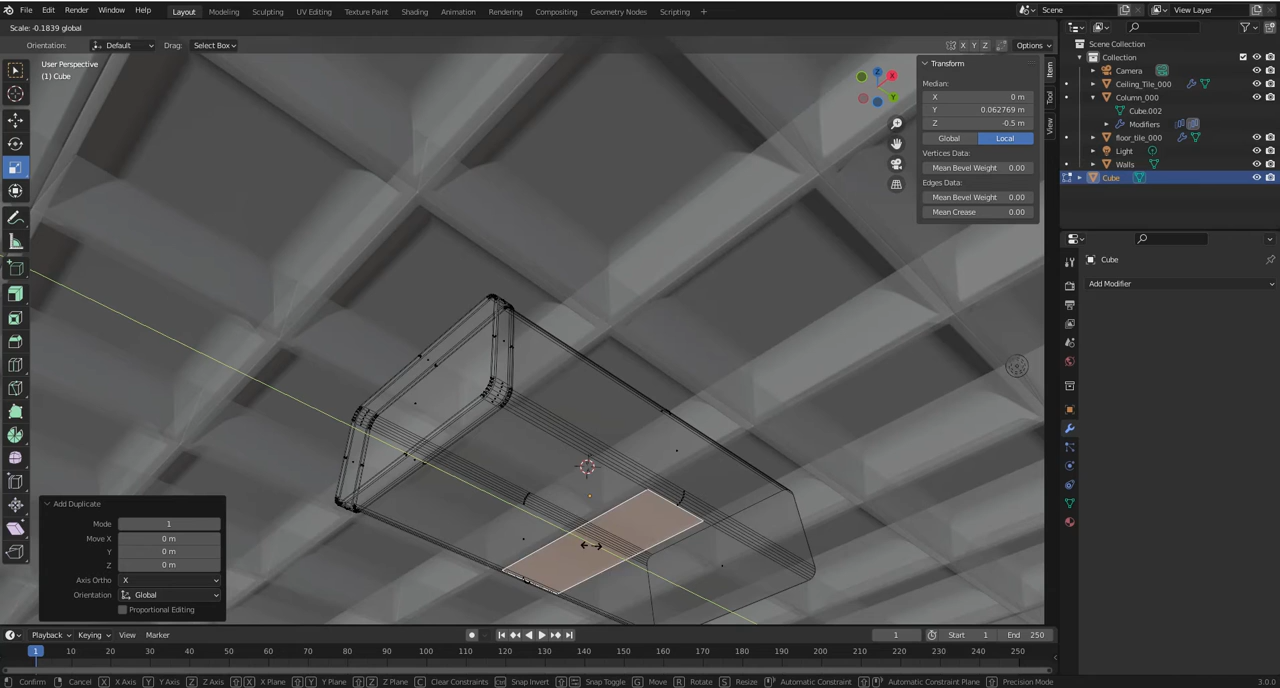 File Edit Render Window Help Layout Modeling Sculpting UV Editing Texture Paint Shading Animation Rendering Compositing Geometry Nodes Scripting + Scene View Layer
Scale: -0.1839 global
Orientation: Default Drag: Select Box X Y Z Options
User Perspective
(1) Cube
Z
X
Y
Transform
Median:
X 0 m
Y 0.062769 m
Z -0.5 m
Global Local
Vertices Data:
Mean Bevel Weight 0.00
Edges Data:
Mean Bevel Weight 0.00
Mean Crease 0.00
Item
Tool
View
Scene Collection
Collection
Camera
Ceiling_Tile_000
Column_000
Cube.002
Modifiers
floor_tile_000
Light
Walls
Cube
Cube
Add Modifier
Add Duplicate
Mode 1
Move X 0 m
Y 0 m
Z 0 m
Axis Ortho X
Orientation Global
Proportional Editing
Playback Keying View Marker 1 Start 1 End 250
1 10 20 30 40 50 60 70 80 90 100 110 120 130 140 150 160 170 180 190 200 210 220 230 240 250
Confirm Cancel X X Axis Y Y Axis Z Z Axis X X Plane Y Y Plane Z Z Plane C Clear Constraints Snap Invert Snap Toggle G Move R Rotate S Resize Automatic Constraint Automatic Constraint Plane Precision Mode 3.0.0